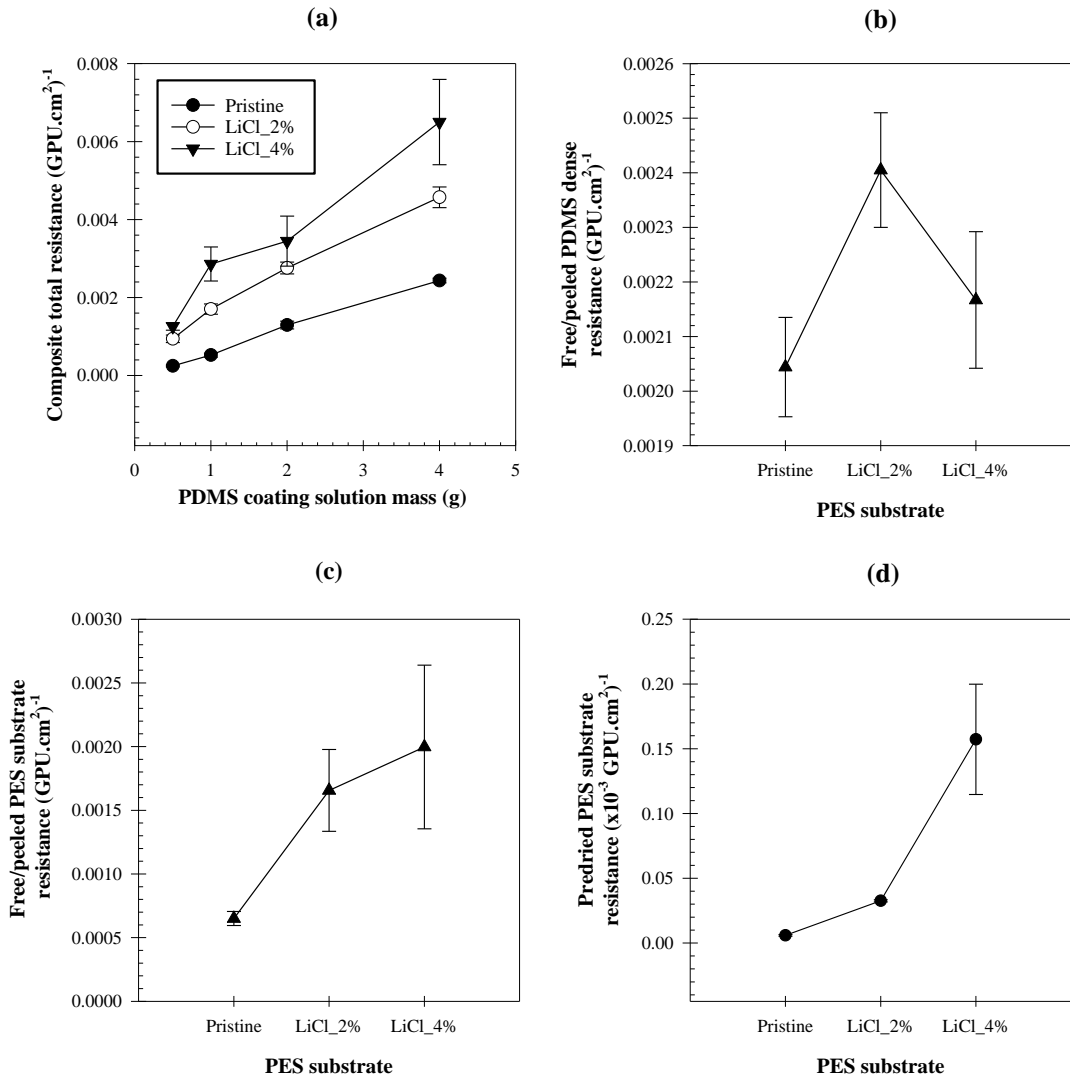 (a)
Composite total resistance (GPU.cm²)⁻¹
0.008
0.006
0.004
0.002
0.000
Pristine
LiCl_2%
LiCl_4%
0 1 2 3 4 5
PDMS coating solution mass (g)
(b)
Free/peeled PDMS dense
resistance (GPU.cm²)⁻¹
0.0026
0.0025
0.0024
0.0023
0.0022
0.0021
0.0020
0.0019
Pristine LiCl_2% LiCl_4%
PES substrate
(c)
Free/peeled PES substrate
resistance (GPU.cm²)⁻¹
0.0030
0.0025
0.0020
0.0015
0.0010
0.0005
0.0000
Pristine LiCl_2% LiCl_4%
PES substrate
(d)
Predried PES substrate
resistance (x10⁻³ GPU.cm²)⁻¹
0.25
0.20
0.15
0.10
0.05
0.00
Pristine LiCl_2% LiCl_4%
PES substrate